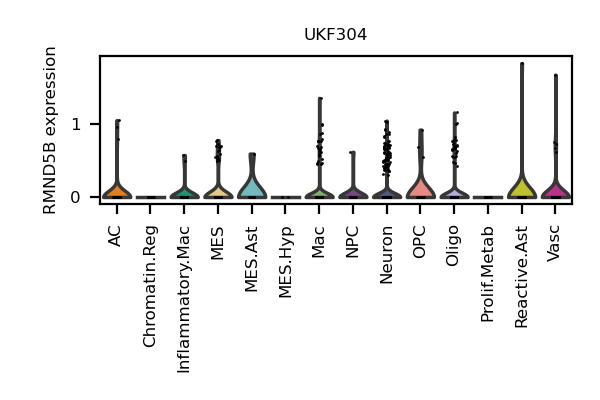 UKF304
RMND5B expression
1
0
AC
Chromatin.Reg
Inflammatory.Mac
MES
MES.Ast
MES.Hyp
Mac
NPC
Neuron
OPC
Oligo
Prolif.Metab
Reactive.Ast
Vasc